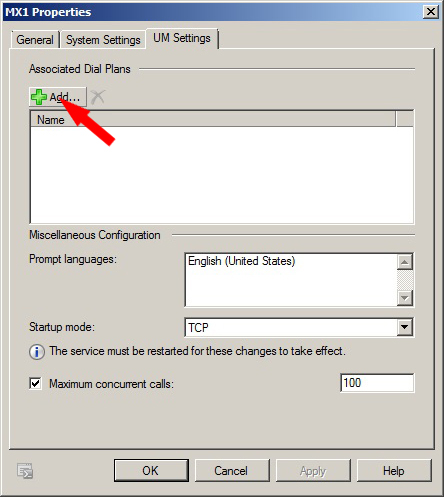 MX1 Properties
General System Settings UM Settings
Associated Dial Plans
Add...
Name
Miscellaneous Configuration
Prompt languages: English (United States)
Startup mode: TCP
The service must be restarted for these changes to take effect.
Maximum concurrent calls: 100
OK Cancel Apply Help